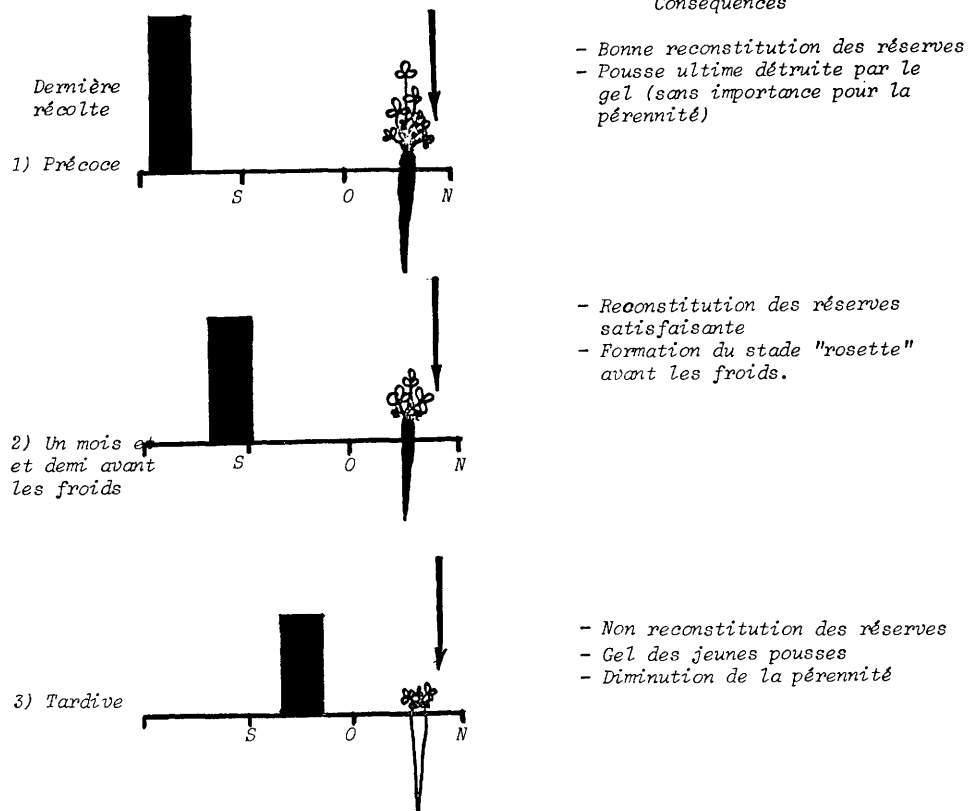 Conséquences
- Bonne reconstitution des réserves
- Pousse ultime détruite par le
gel (sans importance pour la
pérennité)
Dernière
récolte
1) Précoce
S
O
N
- Reconstitution des réserves
satisfaisante
- Formation du stade "rosette"
avant les froids.
2) Un mois et
et demi avant
les froids
S
O
N
- Non reconstitution des réserves
- Gel des jeunes pousses
- Diminution de la pérennité
3) Tardive
S
O
N